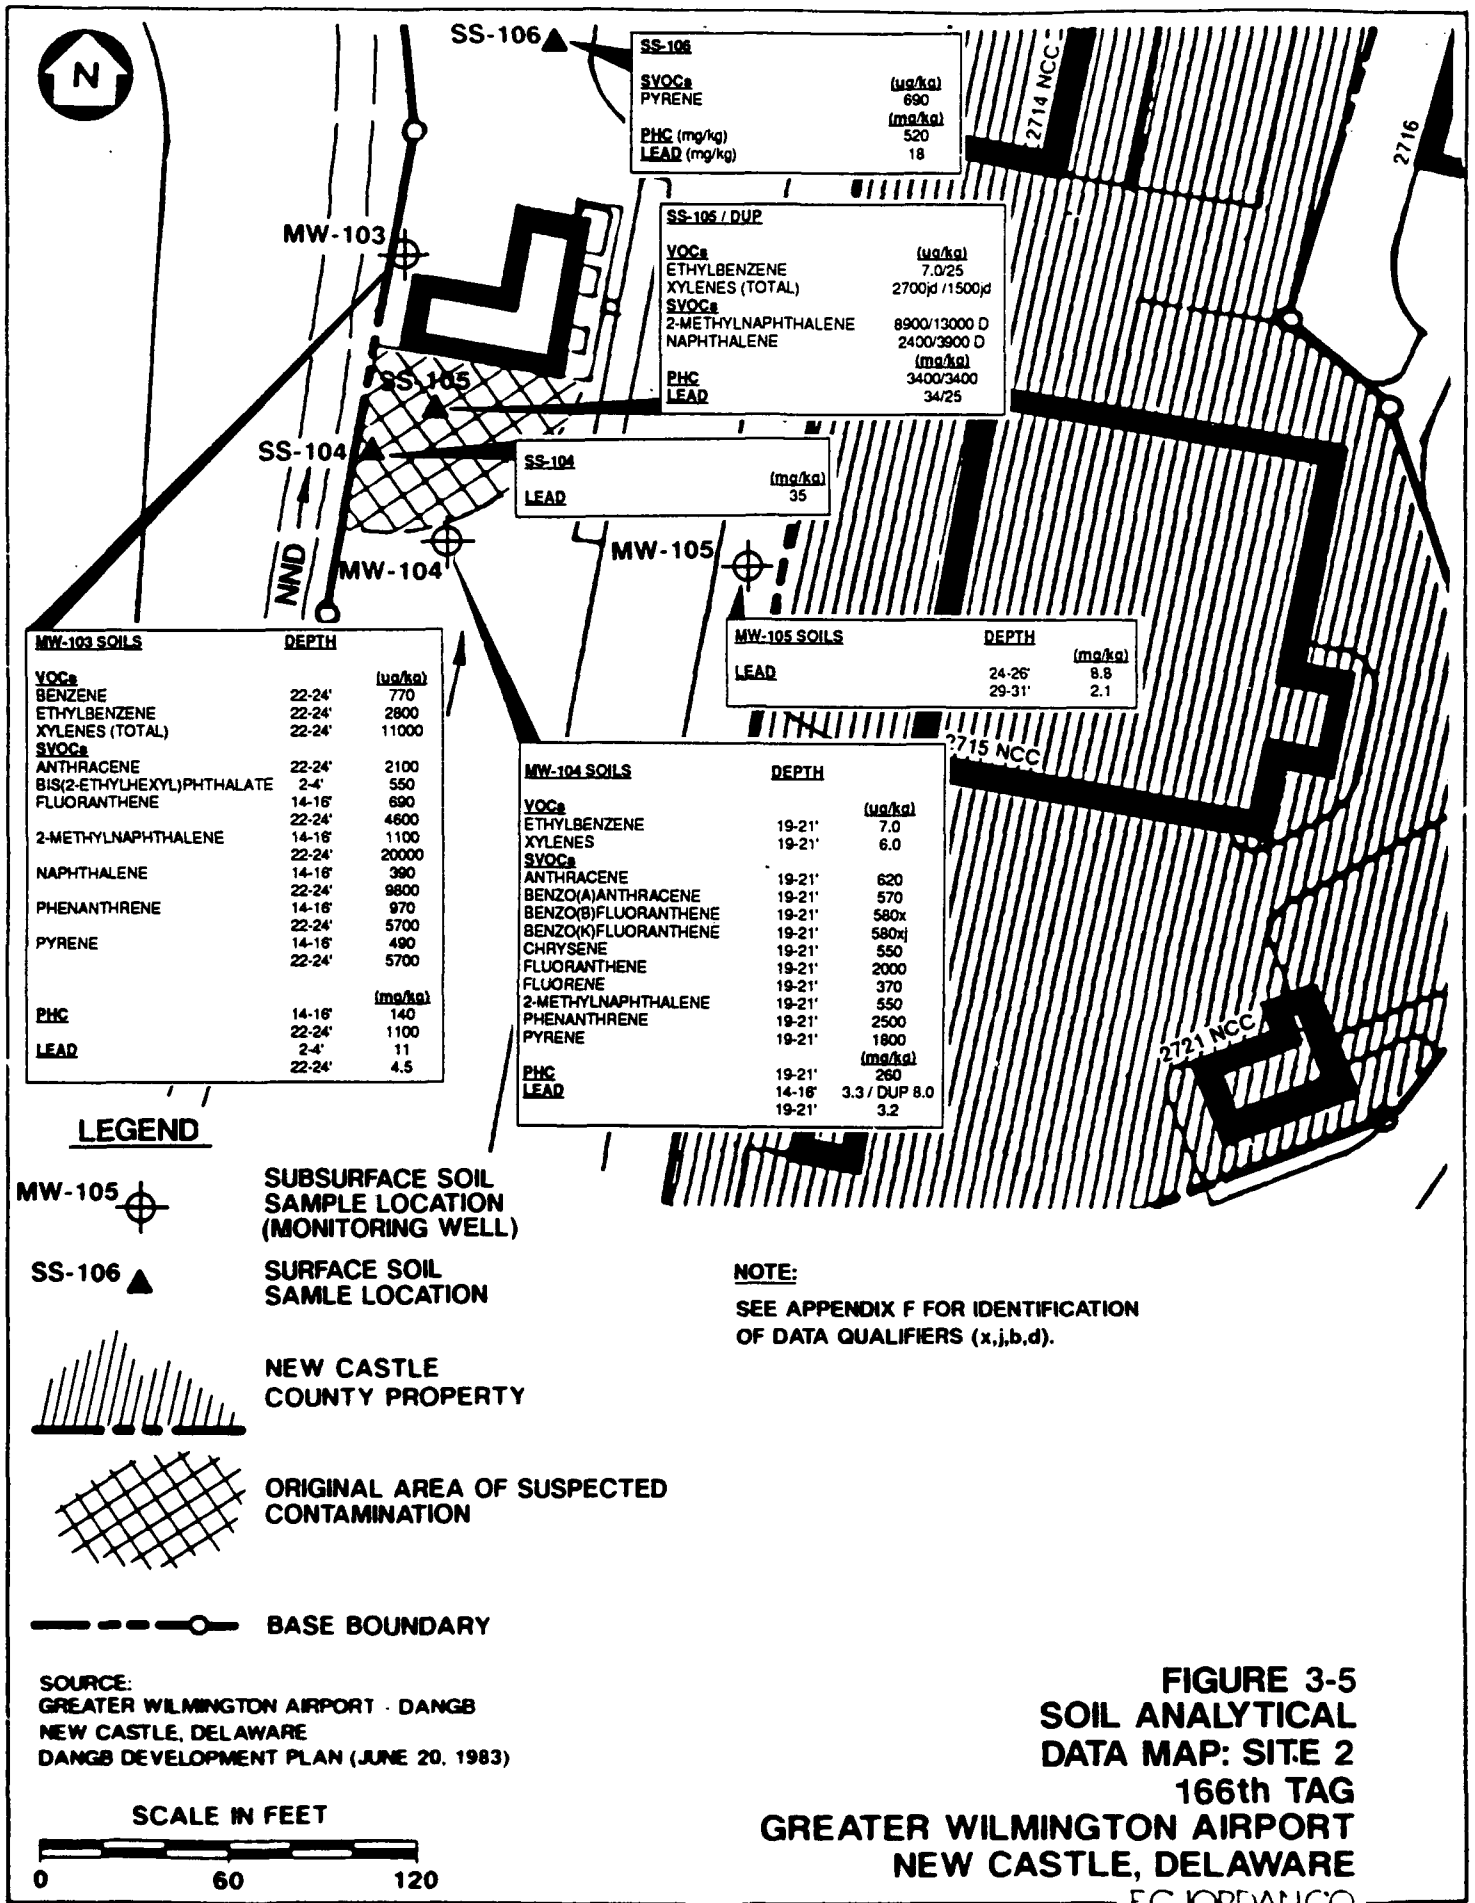 N
SS-106
SS-106
SVOCs (ug/kg)
PYRENE 690
(mg/kg)
PHC (mg/kg) 520
LEAD (mg/kg) 18
2714 NCC
2716
MW-103
SS-105 / DUP
VOCs (ug/kg)
ETHYLBENZENE 7.0/25
XYLENES (TOTAL) 2700jd /1500jd
SVOCs
2-METHYLNAPHTHALENE 8900/13000 D
NAPHTHALENE 2400/3900 D
(mg/kg)
PHC 3400/3400
LEAD 34/25
SS-105
SS-104
SS-104
(mg/kg)
LEAD 35
NND
MW-104
MW-105
MW-105 SOILS DEPTH
(mg/kg)
LEAD 24-26' 8.8
29-31' 2.1
MW-103 SOILS DEPTH
VOCs (ug/kg)
BENZENE 22-24' 770
ETHYLBENZENE 22-24' 2800
XYLENES (TOTAL) 22-24' 11000
SVOCs
ANTHRACENE 22-24' 2100
BIS(2-ETHYLHEXYL)PHTHALATE 2-4' 550
FLUORANTHENE 14-16' 690
22-24' 4600
2-METHYLNAPHTHALENE 14-16' 1100
22-24' 20000
NAPHTHALENE 14-16' 390
22-24' 9800
PHENANTHRENE 14-16' 970
22-24' 5700
PYRENE 14-16' 490
22-24' 5700
(mg/kg)
PHC 14-16' 140
22-24' 1100
LEAD 2-4' 11
22-24' 4.5
2715 NCC
MW-104 SOILS DEPTH
VOCs (ug/kg)
ETHYLBENZENE 19-21' 7.0
XYLENES 19-21' 6.0
SVOCs
ANTHRACENE 19-21' 620
BENZO(A)ANTHRACENE 19-21' 570
BENZO(B)FLUORANTHENE 19-21' 580x
BENZO(K)FLUORANTHENE 19-21' 580xj
CHRYSENE 19-21' 550
FLUORANTHENE 19-21' 2000
FLUORENE 19-21' 370
2-METHYLNAPHTHALENE 19-21' 550
PHENANTHRENE 19-21' 2500
PYRENE 19-21' 1800
(mg/kg)
PHC 19-21' 260
LEAD 14-16' 3.3 / DUP 8.0
19-21' 3.2
2721 NCC
LEGEND
MW-105
SUBSURFACE SOIL
SAMPLE LOCATION
(MONITORING WELL)
SS-106
SURFACE SOIL
SAMLE LOCATION
NEW CASTLE
COUNTY PROPERTY
ORIGINAL AREA OF SUSPECTED
CONTAMINATION
BASE BOUNDARY
NOTE:
SEE APPENDIX F FOR IDENTIFICATION
OF DATA QUALIFIERS (x,j,b,d).
SOURCE:
GREATER WILMINGTON AIRPORT - DANGB
NEW CASTLE, DELAWARE
DANGB DEVELOPMENT PLAN (JUNE 20, 1983)
SCALE IN FEET
0 60 120
FIGURE 3-5
SOIL ANALYTICAL
DATA MAP: SITE 2
166th TAG
GREATER WILMINGTON AIRPORT
NEW CASTLE, DELAWARE
E.C. JORDAN CO